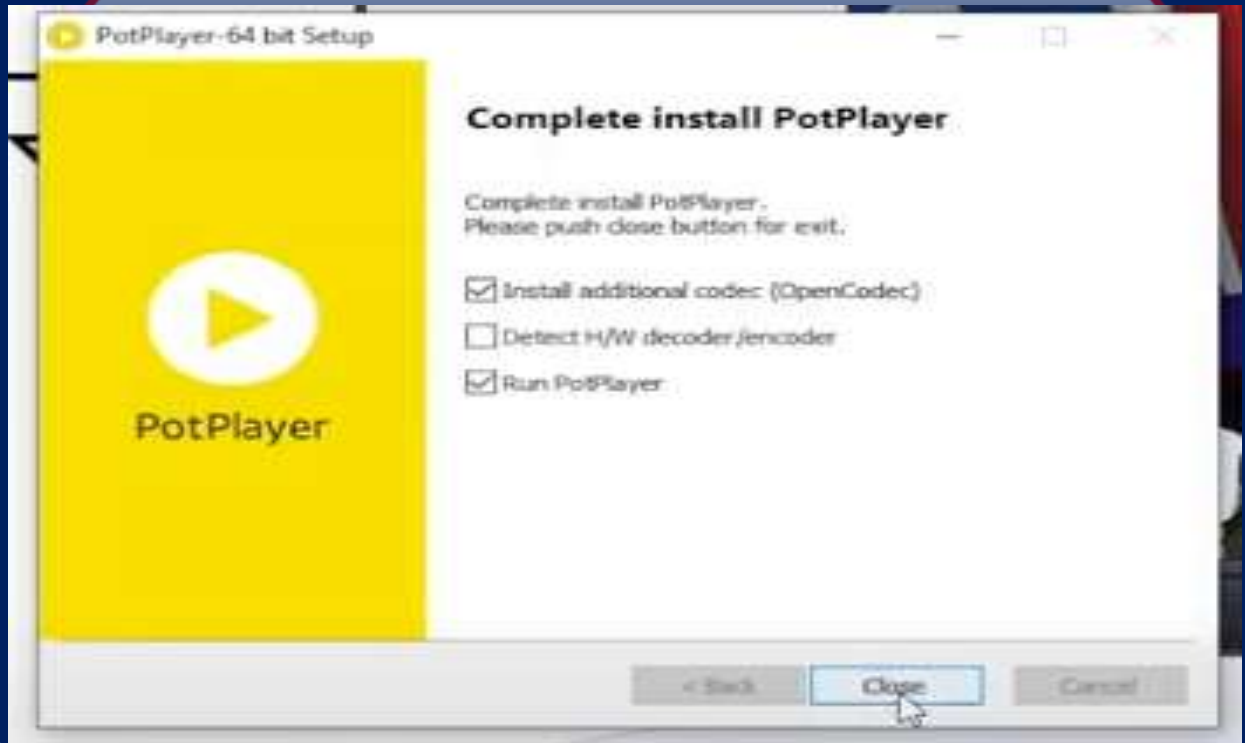 PotPlayer-64 bit Setup
Complete install PotPlayer
Complete install PotPlayer.
Please push close button for exit.
Install additional codec (OpenCodec)
Detect H/W decoder/encoder
Run PotPlayer
PotPlayer
< Back
Close
Cancel